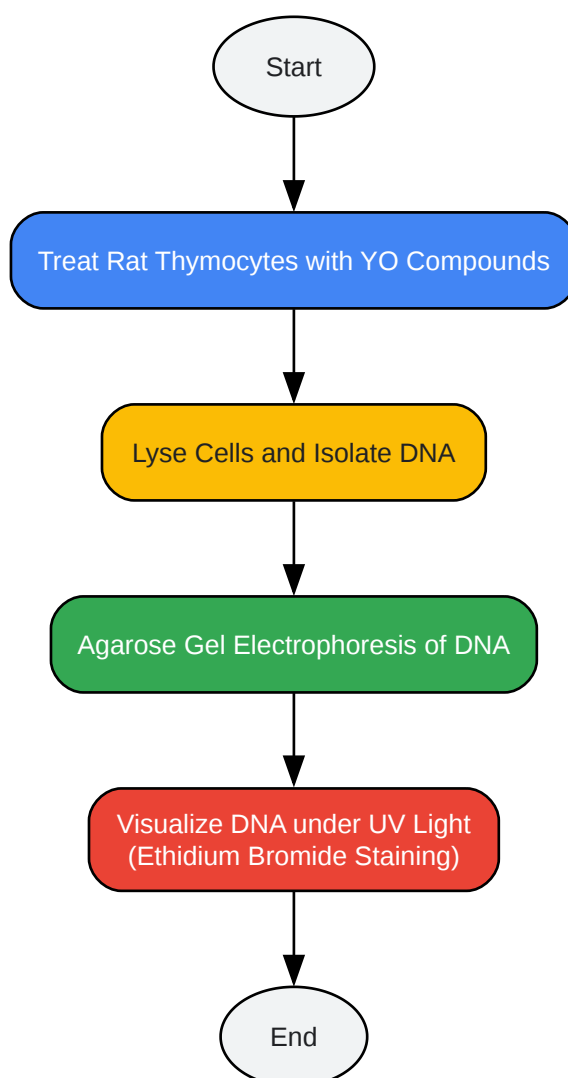 Start
Treat Rat Thymocytes with YO Compounds
Lyse Cells and Isolate DNA
Agarose Gel Electrophoresis of DNA
Visualize DNA under UV Light
(Ethidium Bromide Staining)
End